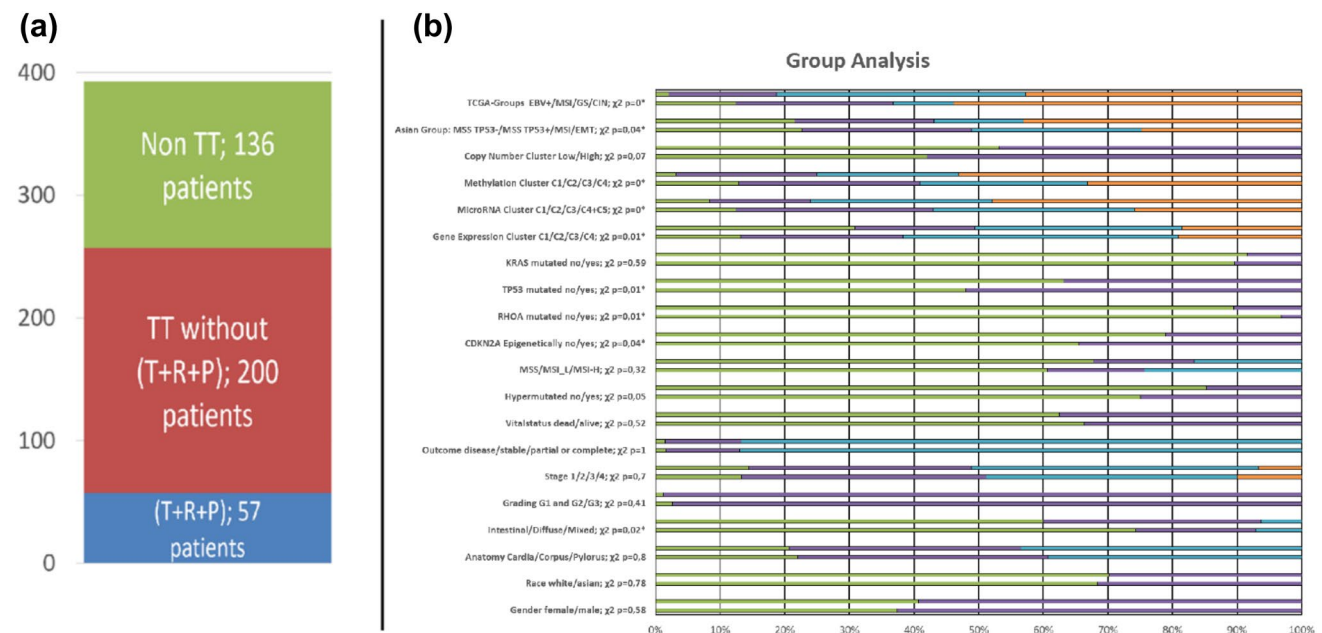 (a)
400
300
200
100
0
Non TT; 136
patients
TT without
(T+R+P); 200
patients
(T+R+P); 57
patients
(b)
Group Analysis
TCGA-Groups EBV+/MSI/GS/CIN; χ2 p=0*
Asian Group: MSS TP53-/MSS TP53+/MSI/EMT; χ2 p=0,04*
Copy Number Cluster Low/High; χ2 p=0,07
Methylation Cluster C1/C2/C3/C4; χ2 p=0*
MicroRNA Cluster C1/C2/C3/C4+C5; χ2 p=0*
Gene Expression Cluster C1/C2/C3/C4; χ2 p=0.01*
KRAS mutated no/yes; χ2 p=0.59
TP53 mutated no/yes; χ2 p=0,01*
RHOA mutated no/yes; χ2 p=0.01*
CDKN2A Epigenetically no/yes; χ2 p=0,04*
MSS/MSI_L/MSI-H; χ2 p=0,32
Hypermutated no/yes; χ2 p=0,05
Vitalstatus dead/alive; χ2 p=0,52
Outcome disease/stable/partial or complete; χ2 p=1
Stage 1/2/3/4; χ2 p=0,7
Grading G1 and G2/G3; χ2 p=0,41
Intestinal/Diffuse/Mixed; χ2 p=0,02*
Anatomy Cardia/Corpus/Pylorus; χ2 p=0,8
Race white/asian; χ2 p=0,78
Gender female/male; χ2 p=0,58
0% 10% 20% 30% 40% 50% 60% 70% 80% 90% 100%